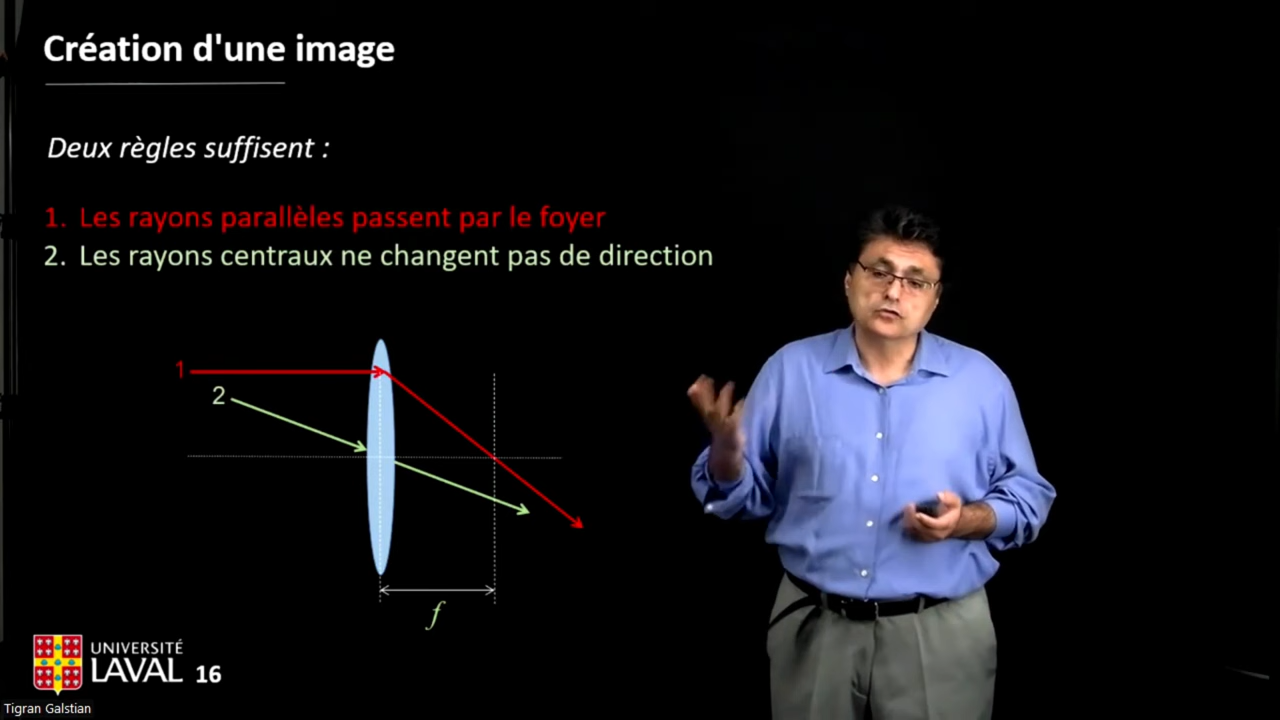 Création d'une image
Deux règles suffisent :
1. Les rayons parallèles passent par le foyer
2. Les rayons centraux ne changent pas de direction
1
2
f
UNIVERSITÉ
LAVAL 16
Tigran Galstian